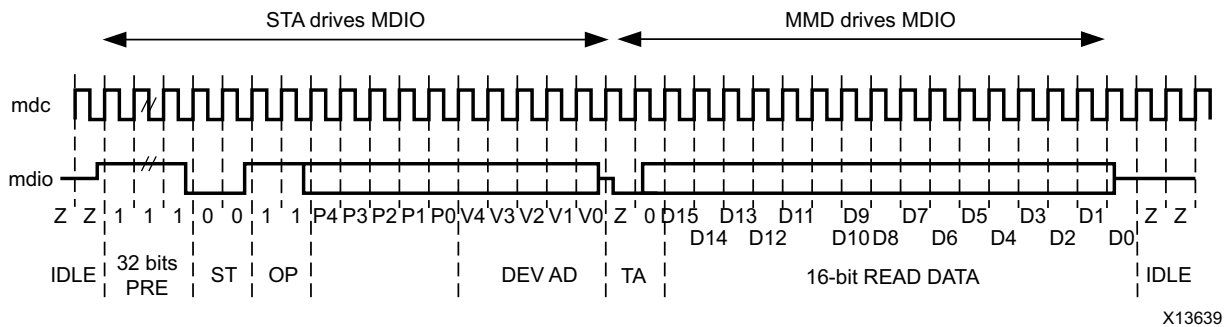 STA drives MDIO MMD drives MDIO
mdc
mdio
Z Z 1 1 1 0 0 1 1 P4 P3 P2 P1 P0 V4 V3 V2 V1 V0 Z 0 D15 D13 D11 D9 D7 D5 D3 D1 Z Z
D14 D12 D10 D8 D6 D4 D2 D0
IDLE 32 bits ST OP DEV AD TA 16-bit READ DATA IDLE
PRE
X13639